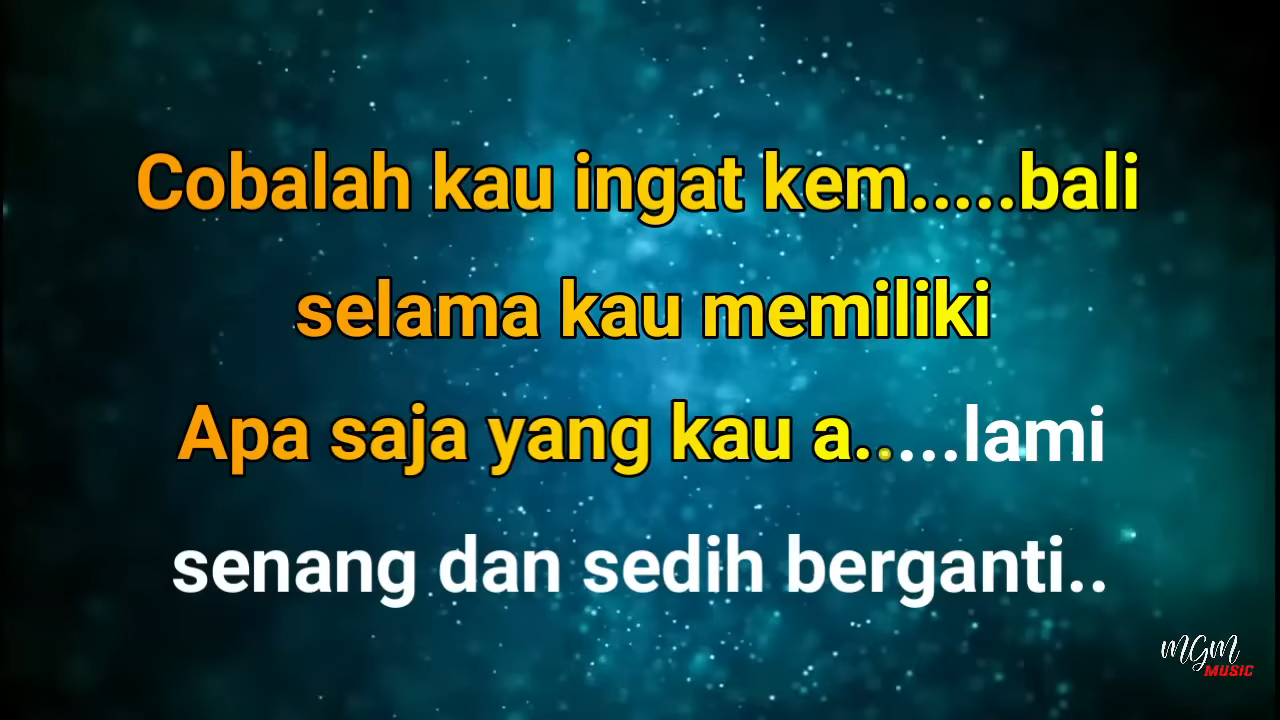 Cobalah kau ingat kem.....bali
selama kau memiliki
Apa saja yang kau a.....lami
senang dan sedih berganti..
MGM
MUSIC